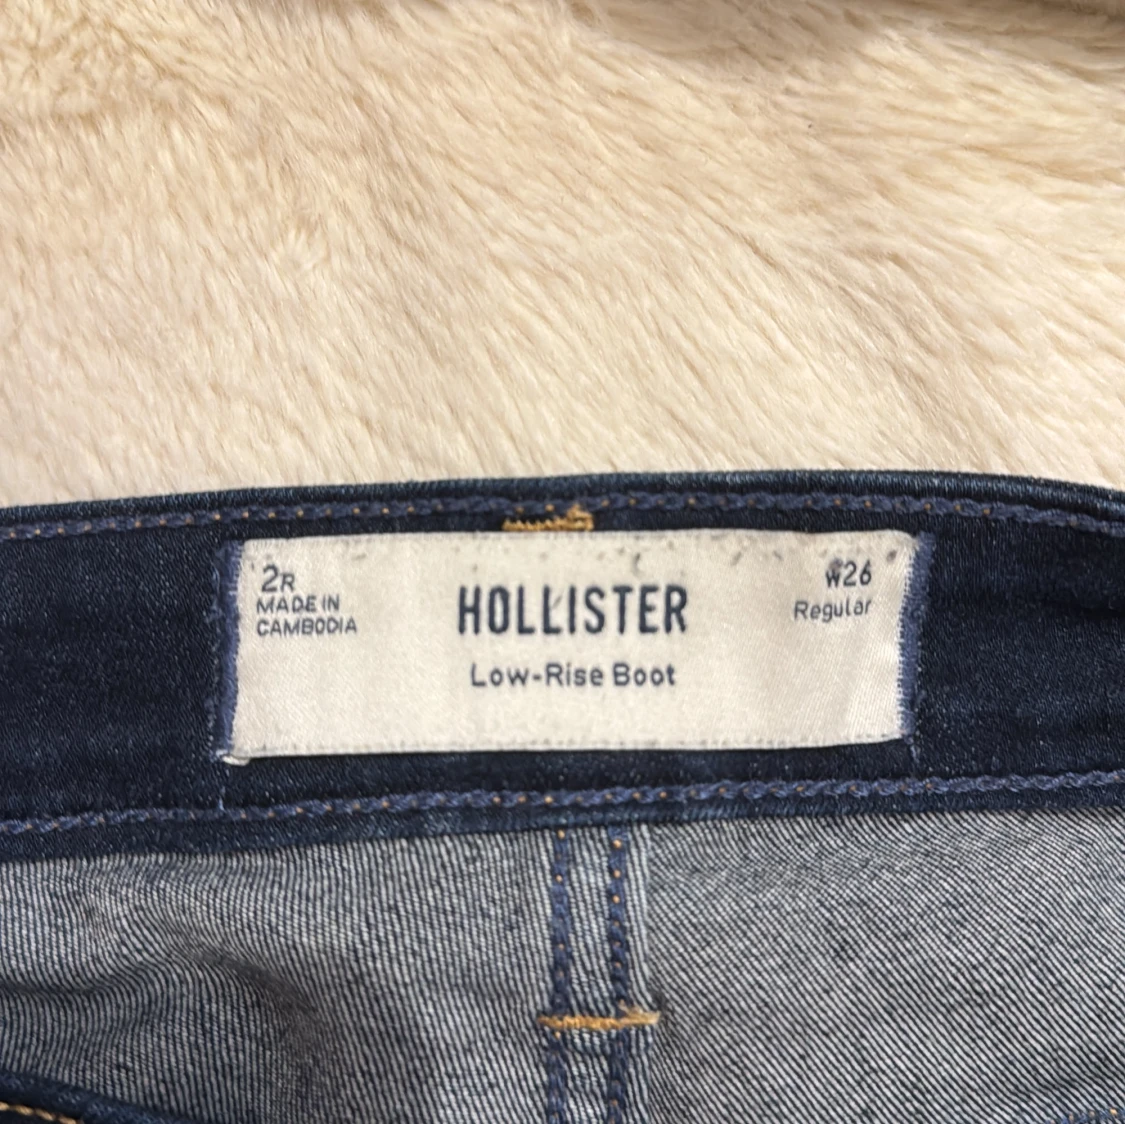 2R
MADE IN
CAMBODIA
HOLLISTER
Low-Rise Boot
W26
Regular